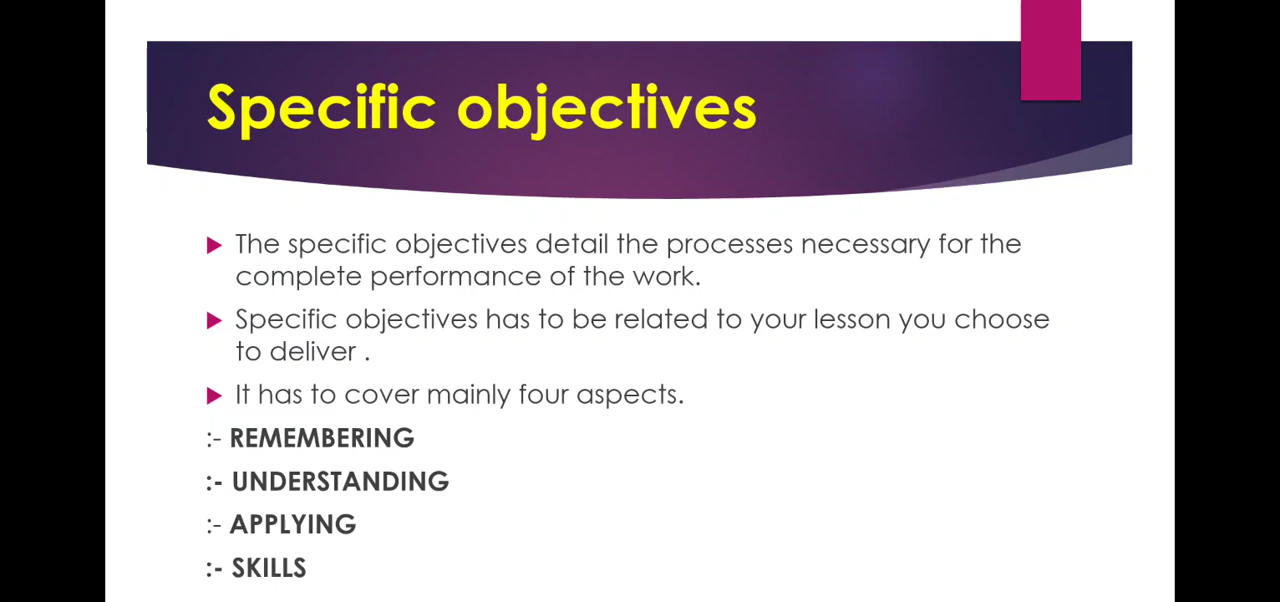 Specific objectives
The specific objectives detail the processes necessary for the
complete performance of the work.
Specific objectives has to be related to your lesson you choose
to deliver .
It has to cover mainly four aspects.
:- REMEMBERING
:- UNDERSTANDING
:- APPLYING
:- SKILLS